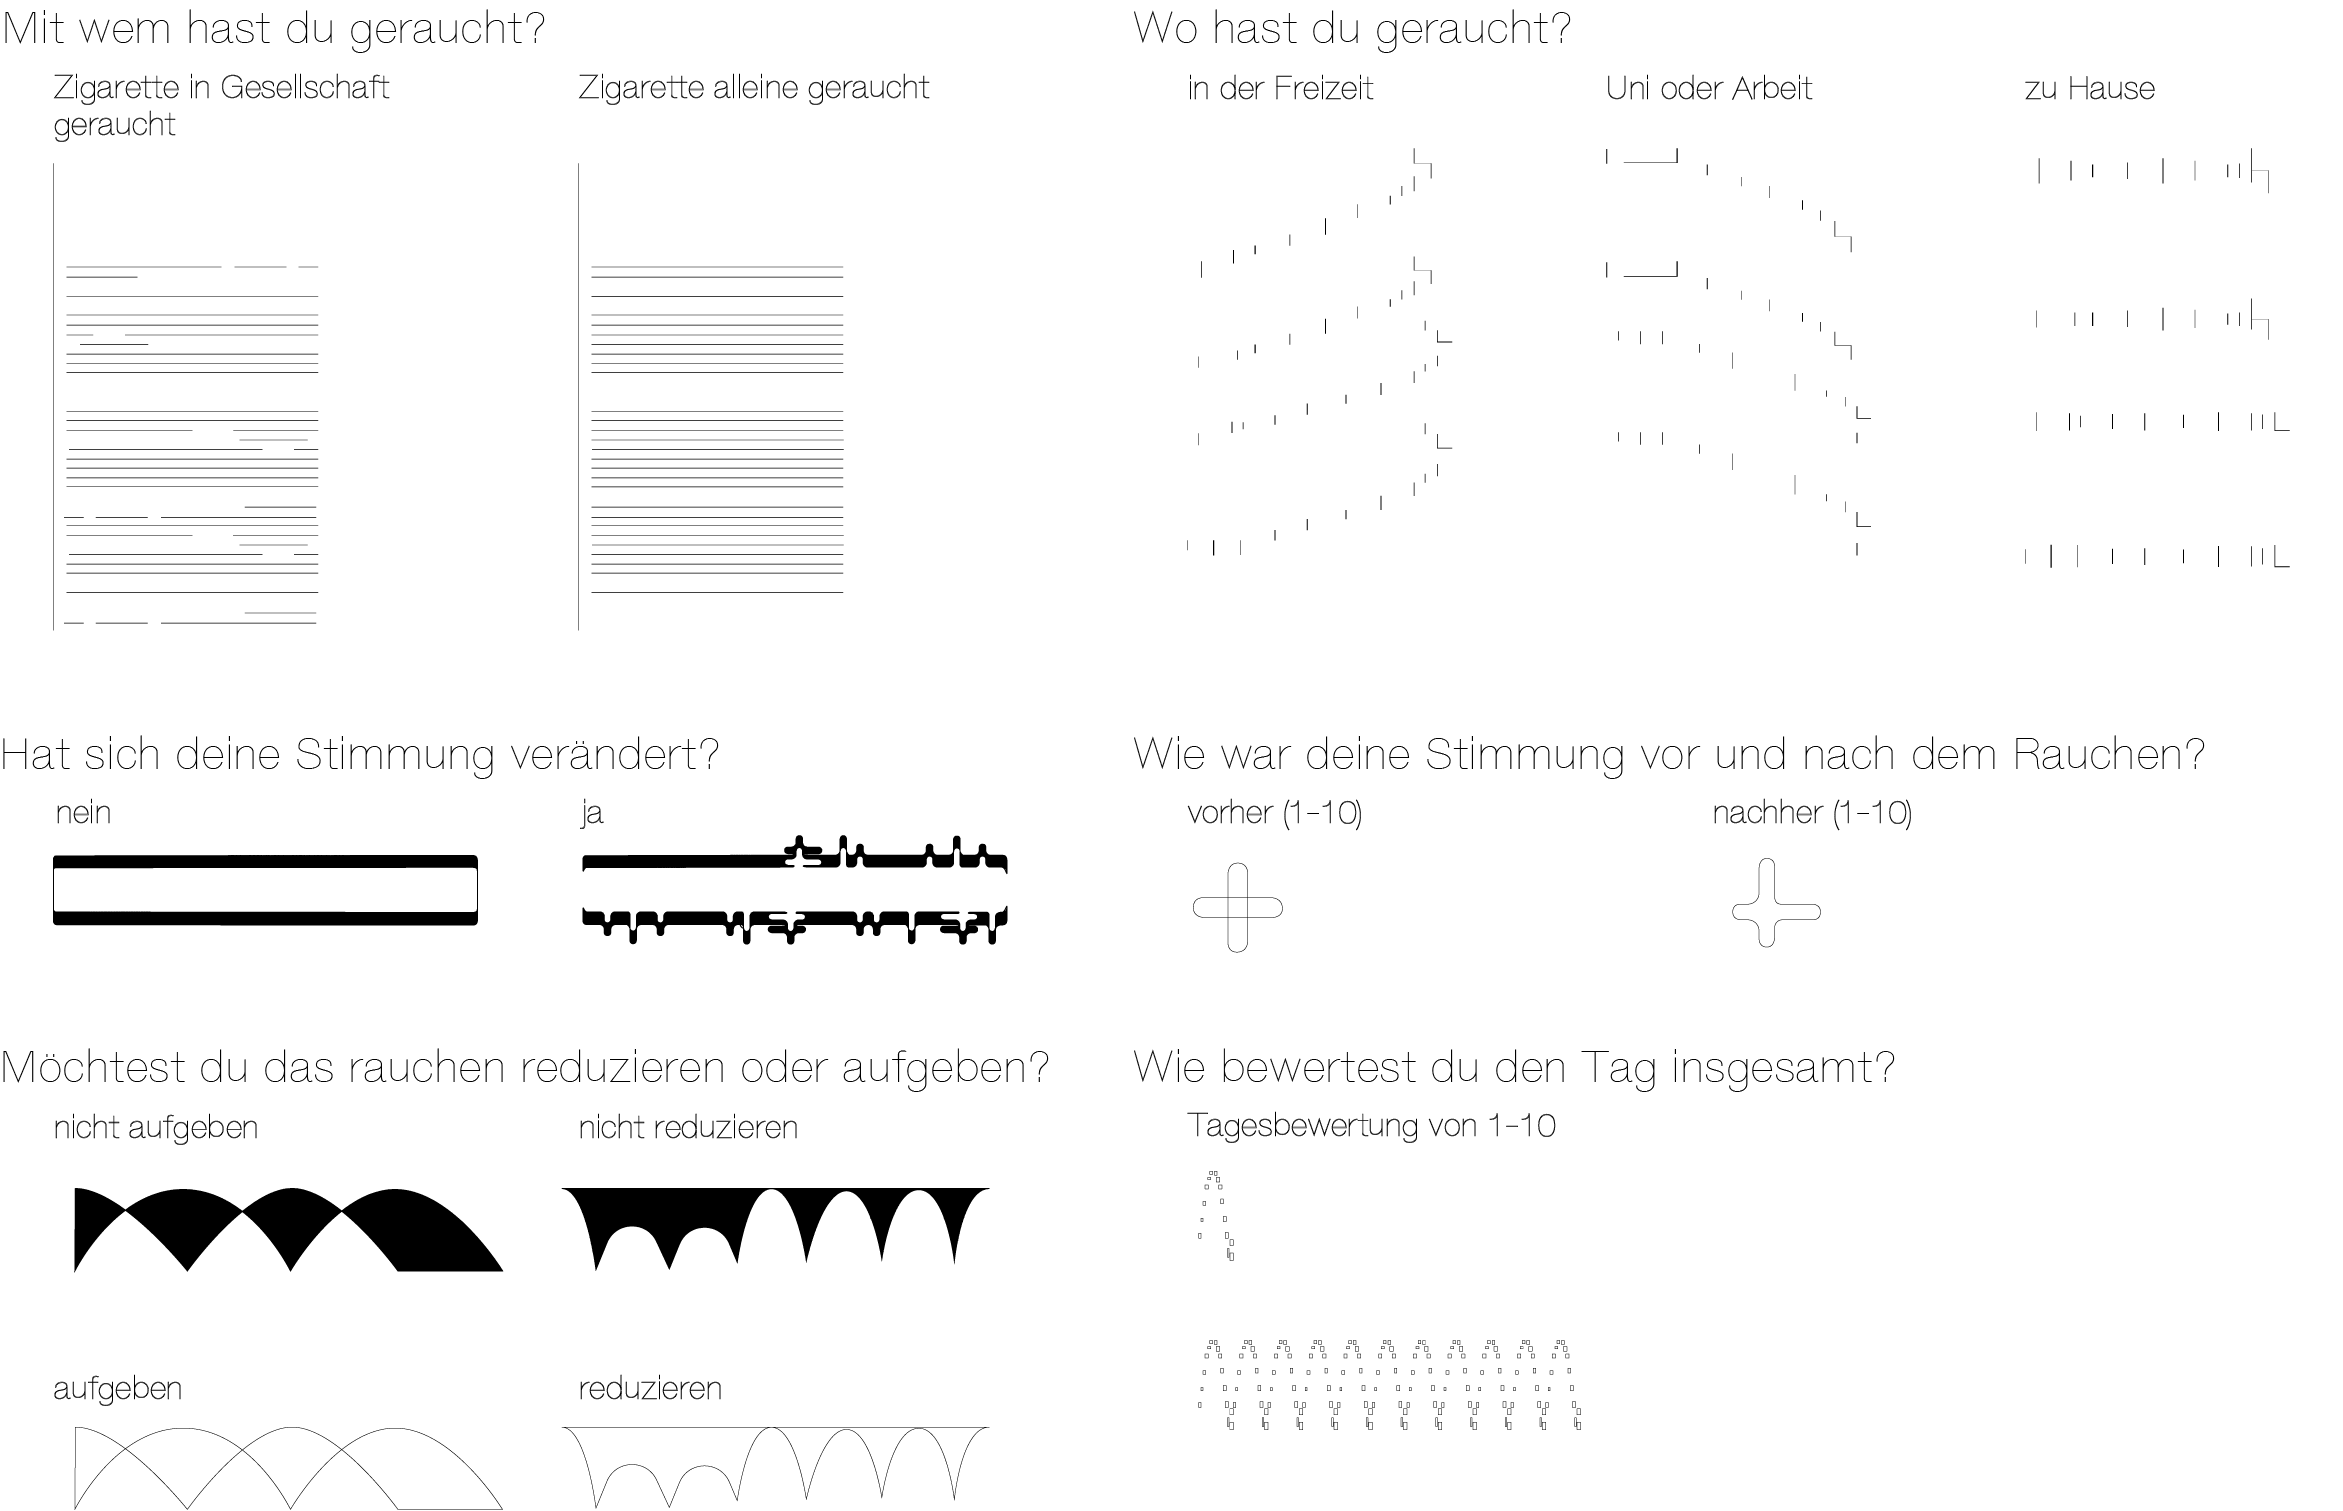 Mit wem hast du geraucht?
Zigarette in Gesellschaft
geraucht
Zigarette alleine geraucht
Wo hast du geraucht?
in der Freizeit
Uni oder Arbeit
zu Hause
Hat sich deine Stimmung verändert?
nein
ja
Wie war deine Stimmung vor und nach dem Rauchen?
vorher (1-10)
nachher (1-10)
Möchtest du das rauchen reduzieren oder aufgeben?
nicht aufgeben
nicht reduzieren
aufgeben
reduzieren
Wie bewertest du den Tag insgesamt?
Tagesbewertung von 1-10